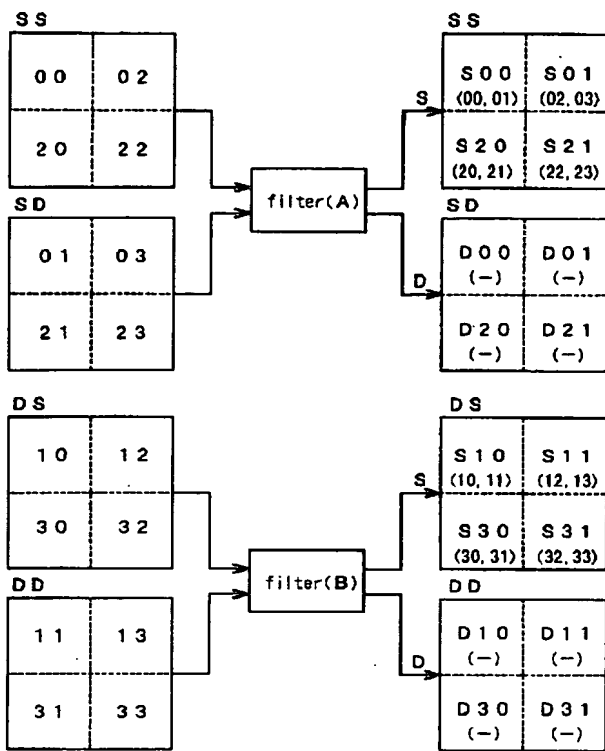 SS
00 02
20 22
SD
01 03
21 23
filter(A)
S
D
SS
S00 S01
(00, 01) (02, 03)
S20 S21
(20, 21) (22, 23)
SD
D00 D01
(—) (—)
D20 D21
(—) (—)
DS
10 12
30 32
DD
11 13
31 33
filter(B)
S
D
DS
S10 S11
(10, 11) (12, 13)
S30 S31
(30, 31) (32, 33)
DD
D10 D11
(—) (—)
D30 D31
(—) (—)